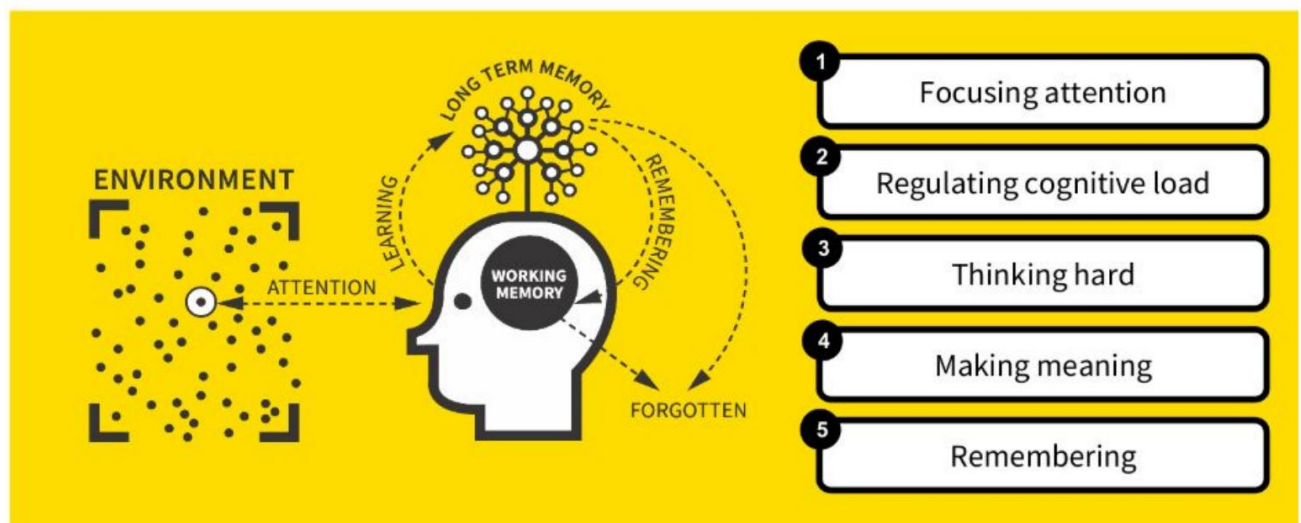 ENVIRONMENT
ATTENTION
LEARNING
LONG TERM MEMORY
REMEMBERING
WORKING
MEMORY
FORGOTTEN
1
Focusing attention
2
Regulating cognitive load
3
Thinking hard
4
Making meaning
5
Remembering